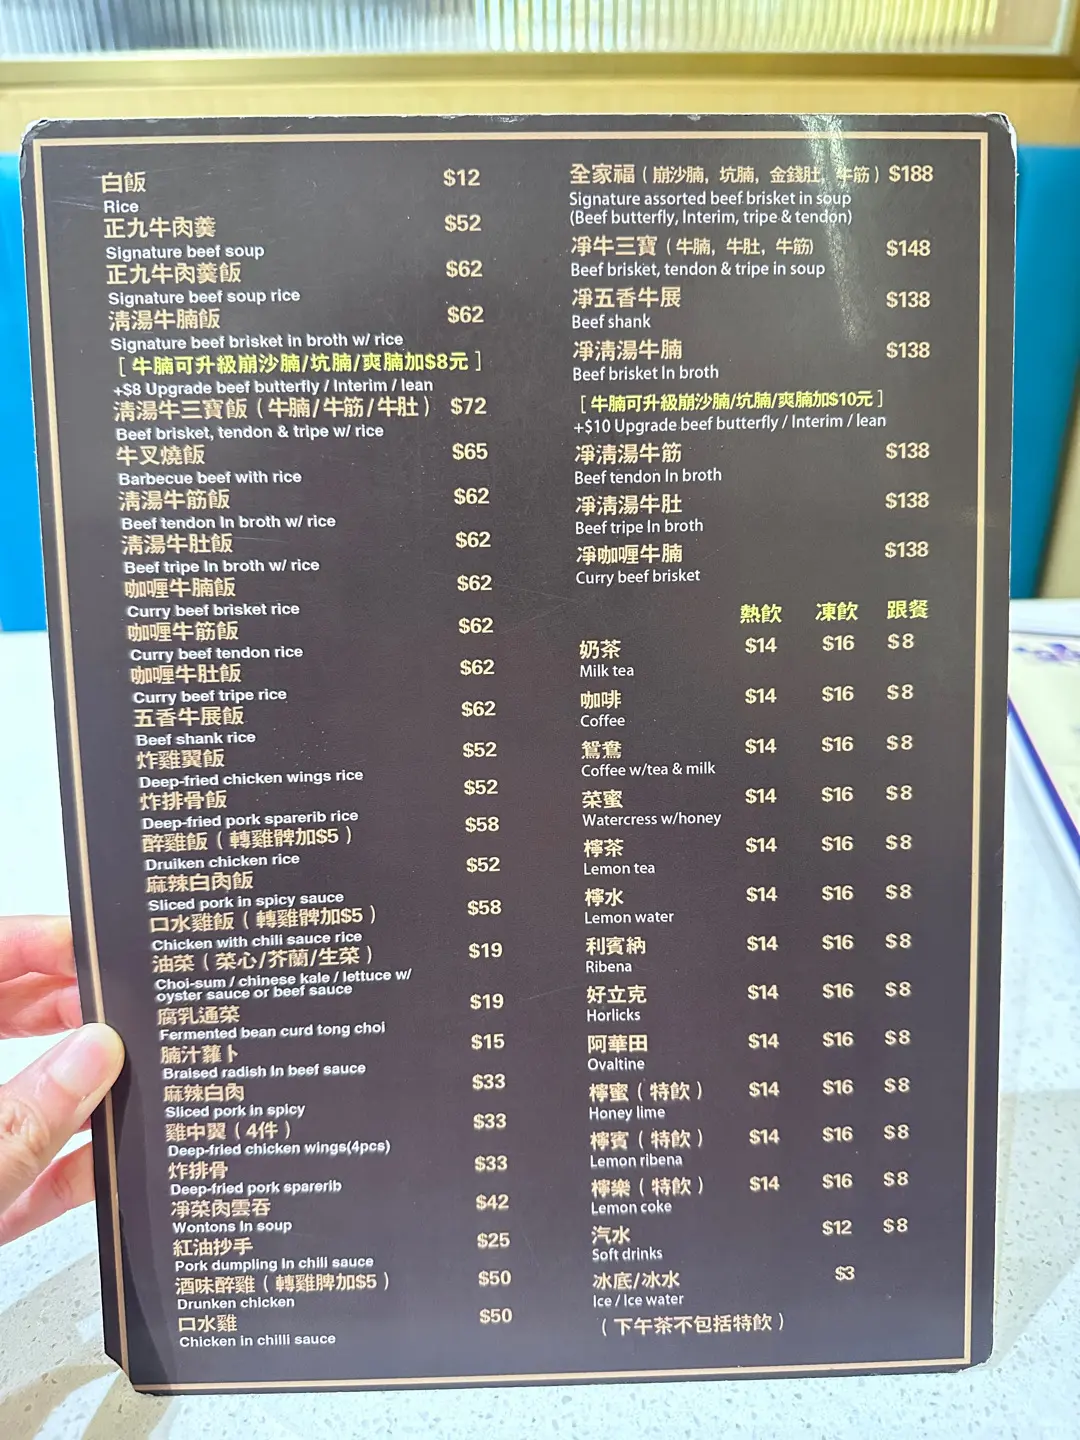 白飯 $12
Rice
正九牛肉羹 $52
Signature beef soup
正九牛肉羹飯 $62
Signature beef soup rice
清湯牛腩飯 $62
Signature beef brisket in broth w/ rice
[ 牛腩可升級崩沙腩/坑腩/爽腩加$8元 ]
+$8 Upgrade beef butterfly / Interim / lean
清湯牛三寶飯 ( 牛腩/牛筋/牛肚 ) $72
Beef brisket, tendon & tripe w/ rice
牛叉燒飯 $65
Barbecue beef with rice
清湯牛筋飯 $62
Beef tendon In broth w/ rice
清湯牛肚飯 $62
Beef tripe In broth w/ rice
咖喱牛腩飯 $62
Curry beef brisket rice
咖喱牛筋飯 $62
Curry beef tendon rice
咖喱牛肚飯 $62
Curry beef tripe rice
五香牛展飯 $62
Beef shank rice
炸雞翼飯 $52
Deep-fried chicken wings rice
炸排骨飯 $52
Deep-fried pork sparerib rice
醉雞飯 ( 轉雞髀加$5 ) $58
Druiken chicken rice
麻辣白肉飯 $52
Sliced pork in spicy sauce
口水雞飯 ( 轉雞髀加$5 ) $58
Chicken with chili sauce rice
油菜 ( 菜心/芥蘭/生菜 ) $19
Choi-sum / chinese kale / lettuce w/
oyster sauce or beef sauce
腐乳通菜 $19
Fermented bean curd tong choi
腩汁蘿卜 $15
Braised radish In beef sauce
麻辣白肉 $33
Sliced pork in spicy
雞中翼 ( 4件 ) $33
Deep-fried chicken wings(4pcs)
炸排骨 $33
Deep-fried pork sparerib
凈菜肉雲吞 $42
Wontons In soup
紅油抄手 $25
Pork dumpling In chili sauce
酒味醉雞 ( 轉雞脾加$5 ) $50
Drunken chicken
口水雞 $50
Chicken in chilli sauce
全家福 ( 崩沙腩, 坑腩, 金錢肚, 牛筋 ) $188
Signature assorted beef brisket in soup
(Beef butterfly, Interim, tripe & tendon)
凈牛三寶 ( 牛腩, 牛肚, 牛筋) $148
Beef brisket, tendon & tripe in soup
凈五香牛展 $138
Beef shank
凈清湯牛腩 $138
Beef brisket In broth
[ 牛腩可升級崩沙腩/坑腩/爽腩加$10元 ]
+$10 Upgrade beef butterfly / Interim / lean
凈清湯牛筋 $138
Beef tendon In broth
凈清湯牛肚 $138
Beef tripe In broth
凈咖喱牛腩 $138
Curry beef brisket
熱飲 凍飲 跟餐
奶茶 $14 $16 $8
Milk tea
咖啡 $14 $16 $8
Coffee
鴛鴦 $14 $16 $8
Coffee w/tea & milk
菜蜜 $14 $16 $8
Watercress w/honey
檸茶 $14 $16 $8
Lemon tea
檸水 $14 $16 $8
Lemon water
利賓納 $14 $16 $8
Ribena
好立克 $14 $16 $8
Horlicks
阿華田 $14 $16 $8
Ovaltine
檸蜜 ( 特飲 ) $14 $16 $8
Honey lime
檸賓 ( 特飲 ) $14 $16 $8
Lemon ribena
檸樂 ( 特飲 ) $14 $16 $8
Lemon coke
汽水 $12 $8
Soft drinks
冰底/冰水 $3
Ice / Ice water
( 下午茶不包括特飲 )